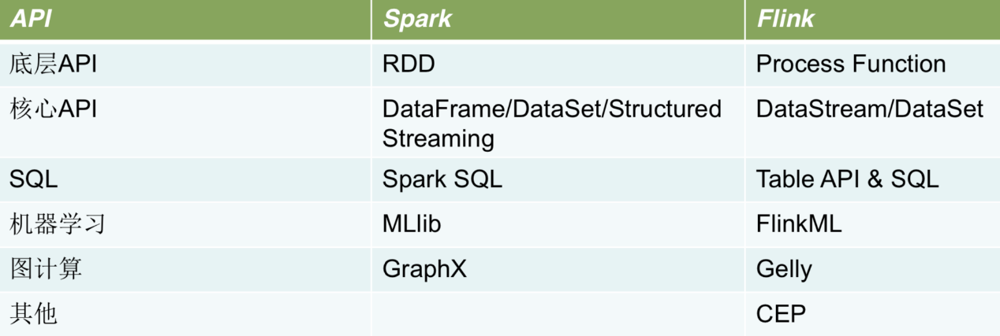 API Spark Flink
底层API RDD Process Function
核心API DataFrame/DataSet/Structured DataStream/DataSet
Streaming
SQL Spark SQL Table API & SQL
机器学习 MLlib FlinkML
图计算 GraphX Gelly
其他 CEP